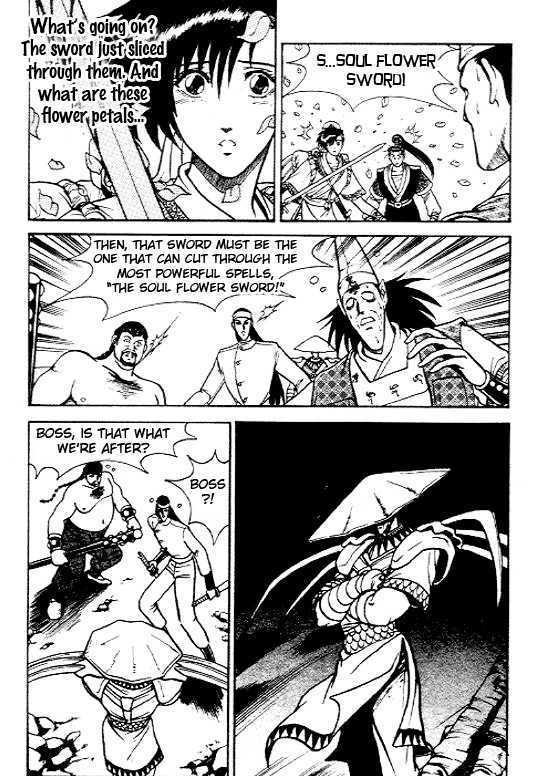 What's going on?
The sword just sliced
through them. And
what are these
flower petals...
S...SOUL FLOWER
SWORD!
THEN, THAT SWORD MUST BE THE
ONE THAT CAN CUT THROUGH THE
MOST POWERFUL SPELLS,
"THE SOUL FLOWER SWORD!"
BOSS, IS THAT WHAT
WE'RE AFTER?
BOSS
?!